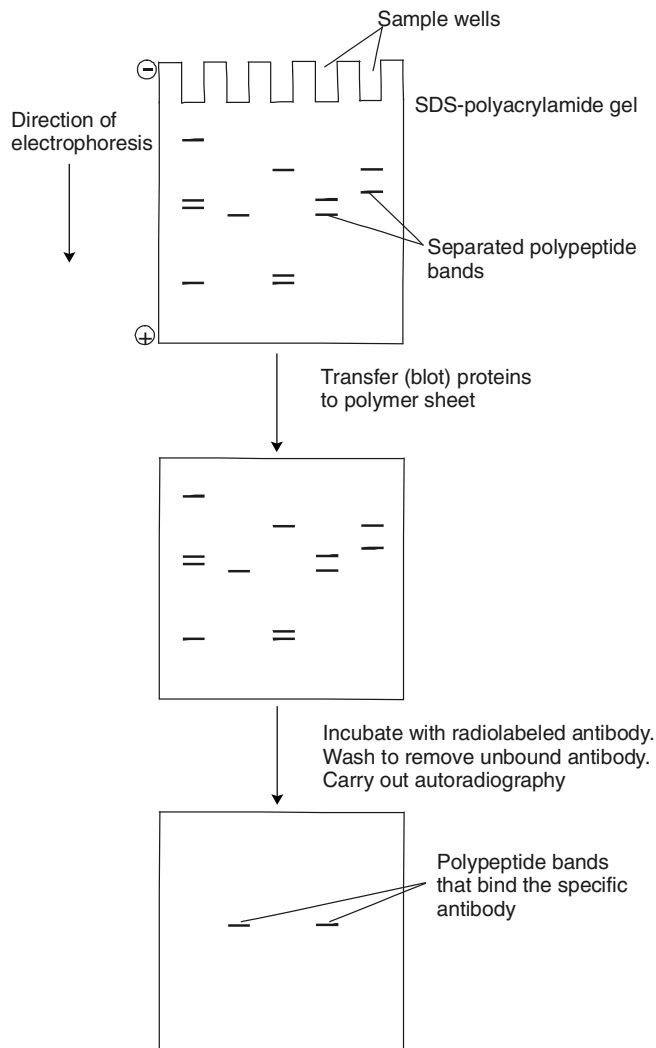 Sample wells
−
SDS-polyacrylamide gel
Direction of
electrophoresis
Separated polypeptide
bands
+
Transfer (blot) proteins
to polymer sheet
Incubate with radiolabeled antibody.
Wash to remove unbound antibody.
Carry out autoradiography
Polypeptide bands
that bind the specific
antibody